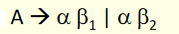 A → α β₁ | α β₂